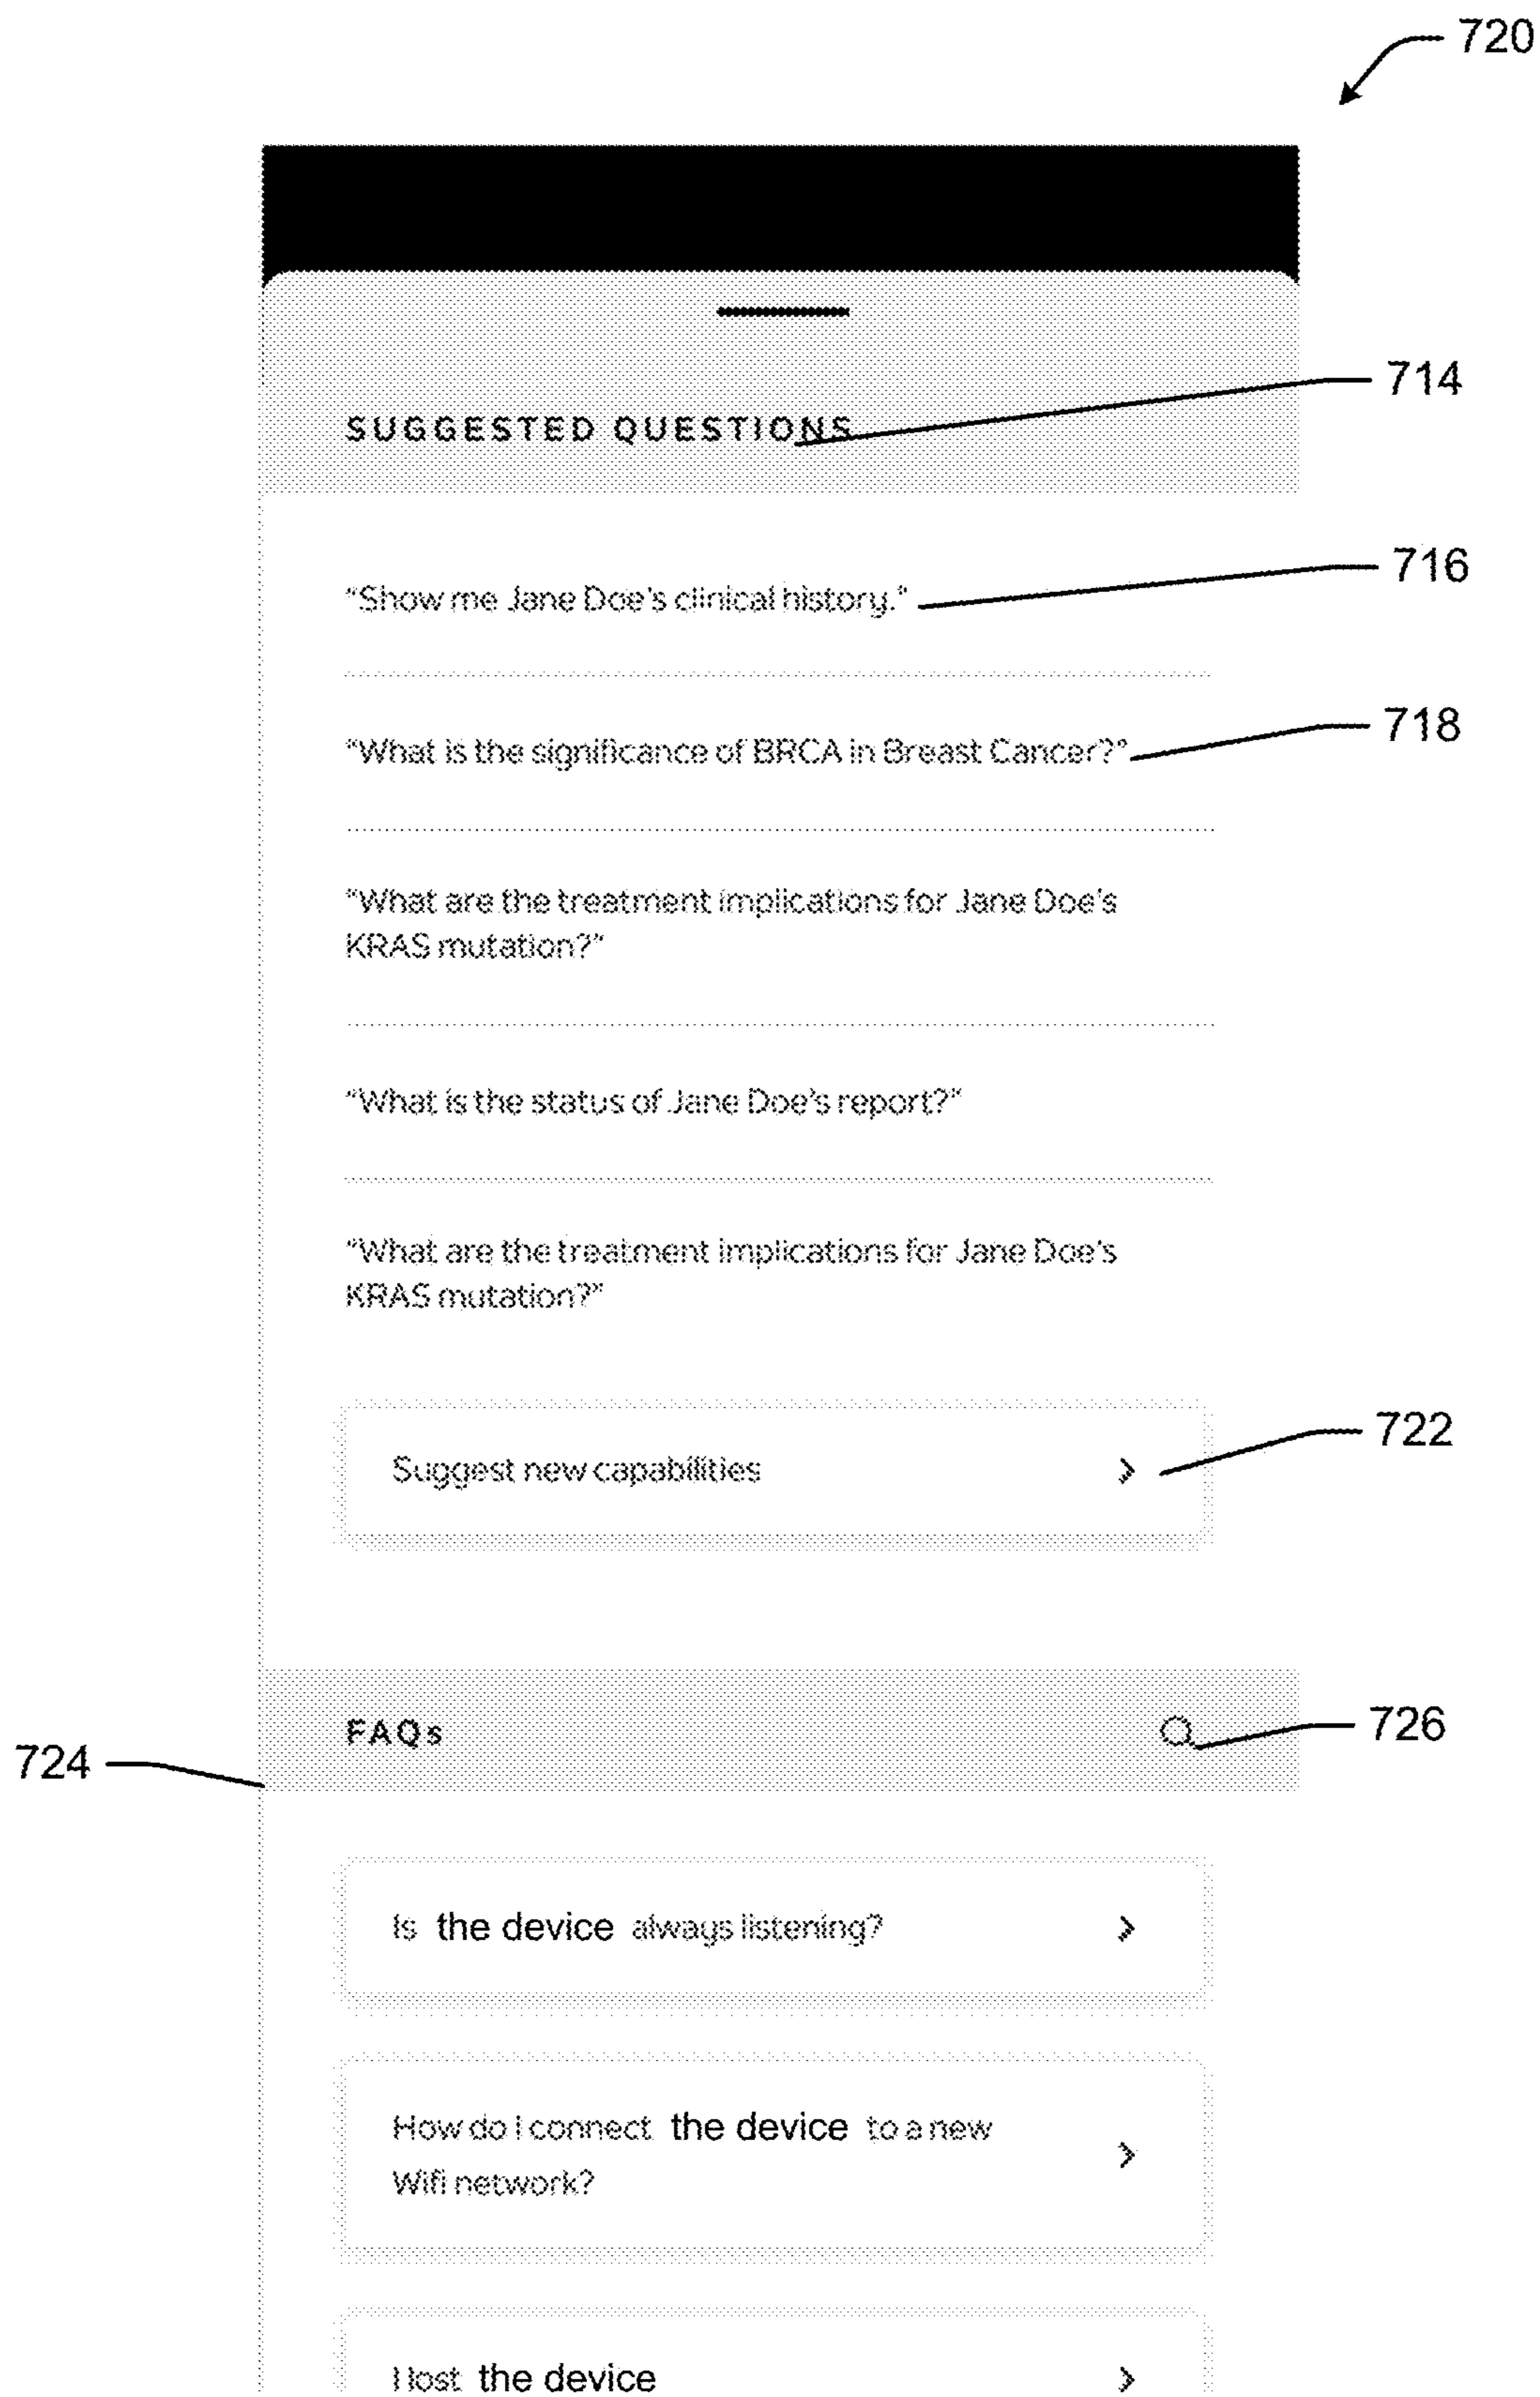 720
714
SUGGESTED QUESTIONS
716
"Show me Jane Doe's clinical history."
718
"What is the significance of BRCA in Breast Cancer?"
"What are the treatment implications for Jane Doe's
KRAS mutation?"
"What is the status of Jane Doe's report?"
"What are the treatment implications for Jane Doe's
KRAS mutation?"
722
Suggest new capabilities
FAQs
726
724
Is the device always listening?
How do I connect the device to a new
Wifi network?
I lost the device